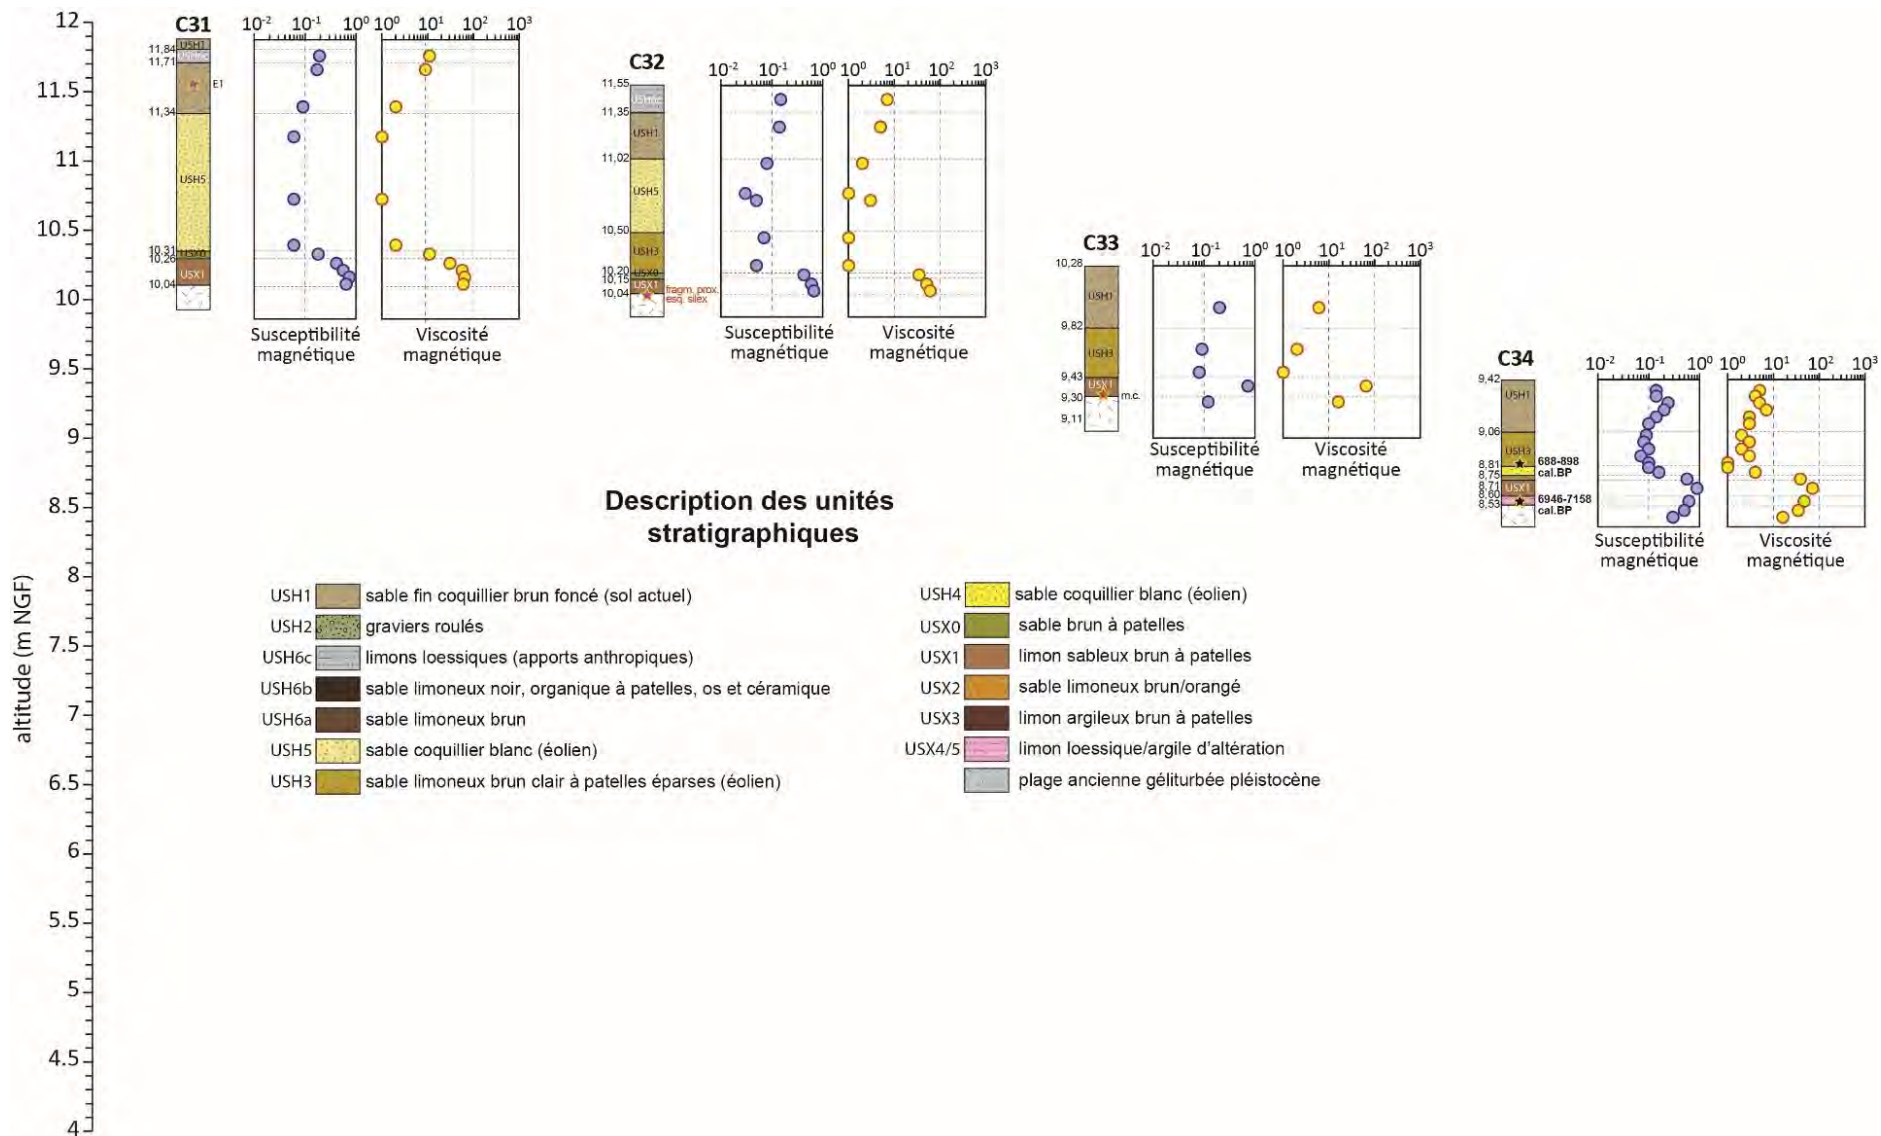 12
11.5
11
10.5
10
9.5
9
8.5
8
7.5
7
6.5
6
5.5
5
4.5
4
altitude (m NGF)
C31
10⁻² 10⁻¹ 10⁰ 10⁰ 10¹ 10² 10³
USH1
11,84
11,71
E1
11,34
USH5
10,31
USX0
10,26
USX1
10,04
Susceptibilité magnétique
Viscosité magnétique
C32
10⁻² 10⁻¹ 10⁰ 10⁰ 10¹ 10² 10³
11,55
USH6c
11,35
USH1
11,02
USH5
10,50
USH3
10,20
USX0
10,15
USX1
10,04
fragm. prox.
esq. silex
Susceptibilité magnétique
Viscosité magnétique
C33
10⁻² 10⁻¹ 10⁰ 10⁰ 10¹ 10² 10³
10,28
USH1
9,82
USH3
9,43
USX1
9,30
m.c.
9,11
Susceptibilité magnétique
Viscosité magnétique
C34
10⁻² 10⁻¹ 10⁰ 10⁰ 10¹ 10² 10³
9,42
USH1
9,06
USH3
8,81
688-898
cal.BP
8,75
8,71
USX1
8,60
6946-7158
cal.BP
8,53
Susceptibilité magnétique
Viscosité magnétique
Description des unités
stratigraphiques
USH1 sable fin coquillier brun foncé (sol actuel)
USH2 graviers roulés
USH6c limons loessiques (apports anthropiques)
USH6b sable limoneux noir, organique à patelles, os et céramique
USH6a sable limoneux brun
USH5 sable coquillier blanc (éolien)
USH3 sable limoneux brun clair à patelles éparses (éolien)
USH4 sable coquillier blanc (éolien)
USX0 sable brun à patelles
USX1 limon sableux brun à patelles
USX2 sable limoneux brun/orangé
USX3 limon argileux brun à patelles
USX4/5 limon loessique/argile d'altération
plage ancienne géliturbée pléistocène